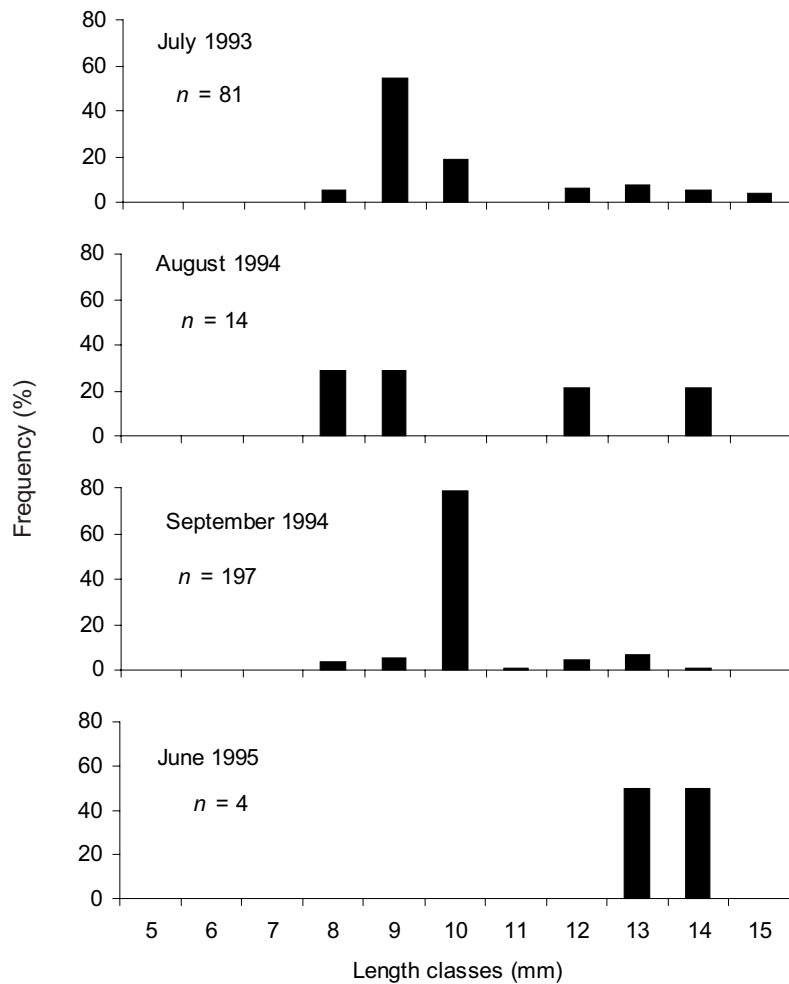 80
60
40
20
0
July 1993
n = 81
80
60
40
20
0
August 1994
n = 14
80
60
40
20
0
September 1994
n = 197
80
60
40
20
0
June 1995
n = 4
Frequency (%)
5 6 7 8 9 10 11 12 13 14 15
Length classes (mm)